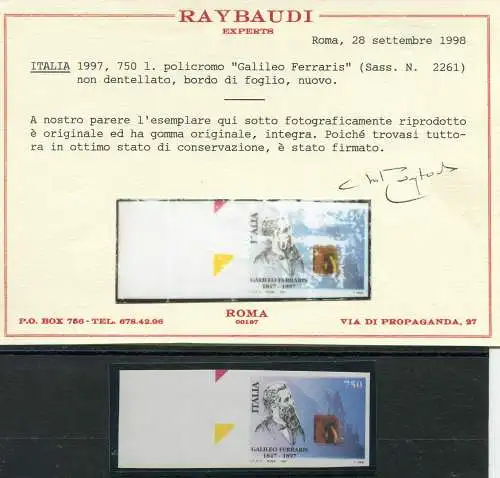 RAYBAUDI
EXPERTS
Roma, 28 settembre 1998
ITALIA 1997, 750 l. policromo "Galileo Ferraris" (Sass. N. 2261)
non dentellato, bordo di foglio, nuovo.
A nostro parere l'esemplare qui sotto fotograficamente riprodotto
è originale ed ha gomma originale, integra. Poiché trovasi tutto-
ra in ottimo stato di conservazione, è stato firmato.
ITALIA
GALILEO FERRARIS
1847 - 1897
P.O. BOX 756 - TEL. 678.42.96
ROMA
00187
VIA DI PROPAGANDA, 27
ITALIA
750
GALILEO FERRARIS
1847 - 1897